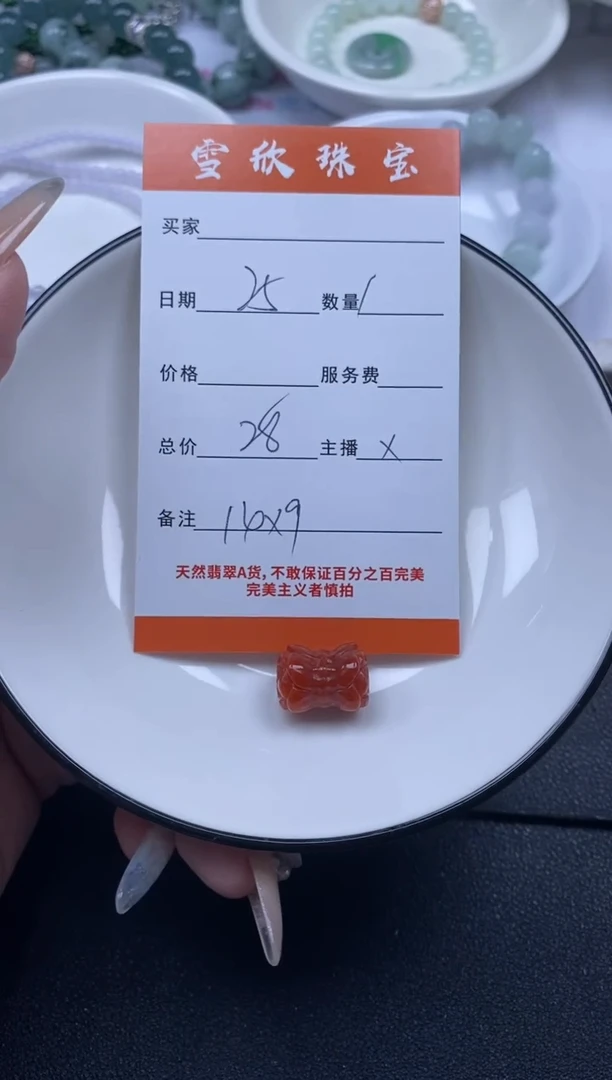 雪欣珠宝
买家
日期 25 数量 1
价格 服务费
总价 28 主播 X
备注 14x9
天然翡翠A货,不敢保证百分之百完美
完美主义者慎拍